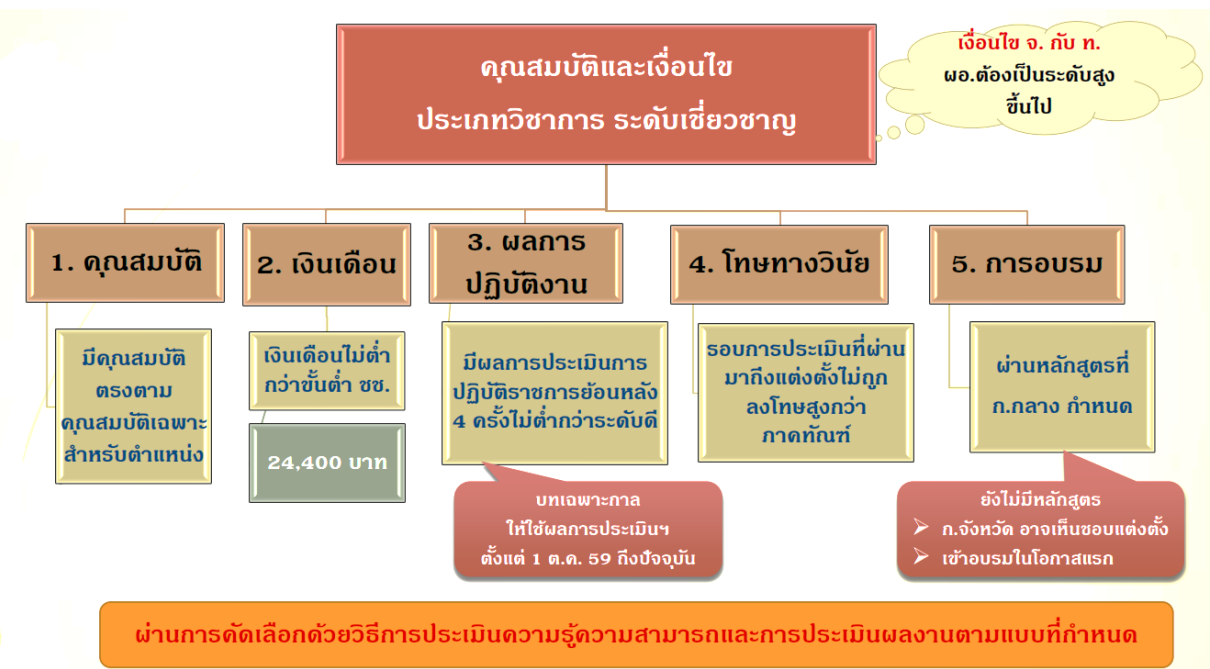 คุณสมบัติและเงื่อนไข
ประเภทวิชาการ ระดับเชี่ยวชาญ
เงื่อนไข จ. กับ ท.
ผอ.ต้องเป็นระดับสูง
ขึ้นไป
1. คุณสมบัติ
มีคุณสมบัติ
ตรงตาม
คุณสมบัติเฉพาะ
สำหรับตำแหน่ง
2. เงินเดือน
เงินเดือนไม่ต่ำ
กว่าขั้นต่ำ ชช.
24,400 บาท
3. ผลการ
ปฏิบัติงาน
มีผลการประเมินการ
ปฏิบัติราชการย้อนหลัง
4 ครั้งไม่ต่ำกว่าระดับดี
บทเฉพาะกาล
ให้ใช้ผลการประเมินฯ
ตั้งแต่ 1 ต.ค. 59 ถึงปัจจุบัน
4. โทษทางวินัย
รอบการประเมินที่ผ่าน
มาถึงแต่งตั้งไม่ถูก
ลงโทษสูงกว่า
ภาคทัณฑ์
5. การอบรม
ผ่านหลักสูตรที่
ก.กลาง กำหนด
ยังไม่มีหลักสูตร
➢ ก.จังหวัด อาจเห็นชอบแต่งตั้ง
➢ เข้าอบรมในโอกาสแรก
ผ่านการคัดเลือกด้วยวิธีการประเมินความรู้ความสามารถและการประเมินผลงานตามแบบที่กำหนด